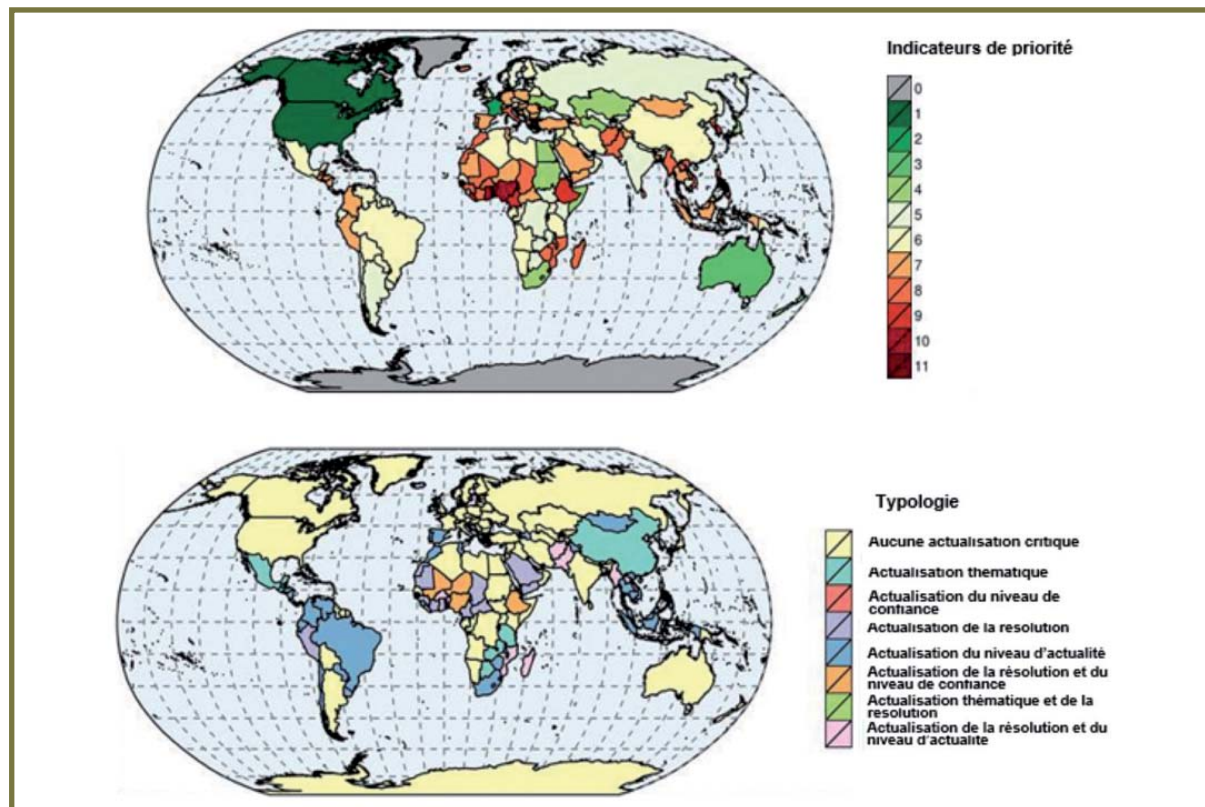 Indicateurs de priorité
0
1
2
3
4
5
6
7
8
9
10
11
Typologie
Aucune actualisation critique
Actualisation thématique
Actualisation du niveau de
confiance
Actualisation de la resolution
Actualisation du niveau d'actualité
Actualisation de la résolution et du
niveau de confiance
Actualisation thématique et de la
resolution
Actualisation de la résolution et du
niveau d'actualité